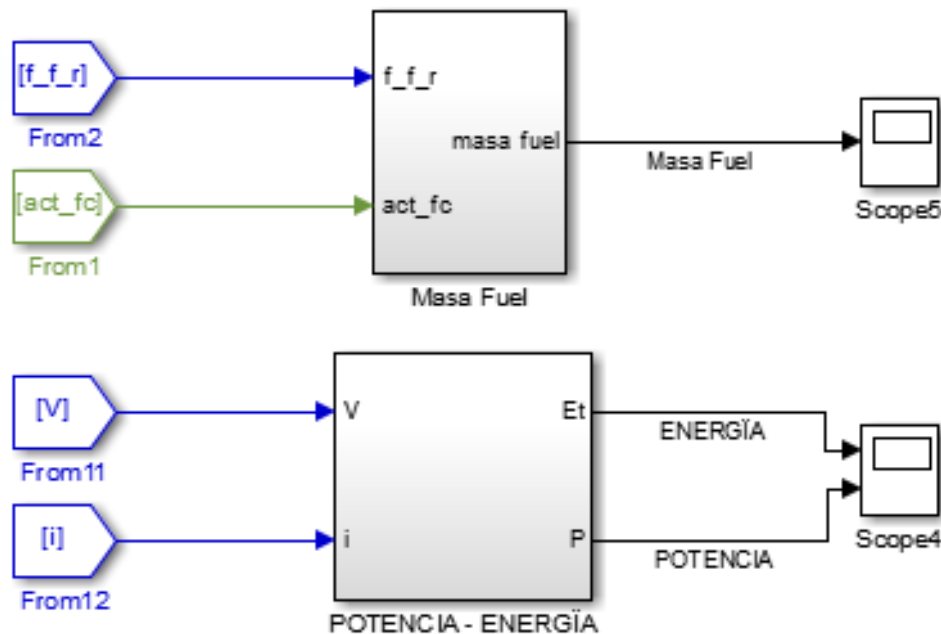 [f_f_r]
From2
f_f_r
masa fuel
Masa Fuel
Scope5
[act_fc]
From1
act_fc
Masa Fuel
[V]
From11
V
Et
ENERGÏA
[i]
From12
i
P
POTENCIA
Scope4
POTENCIA - ENERGÏA